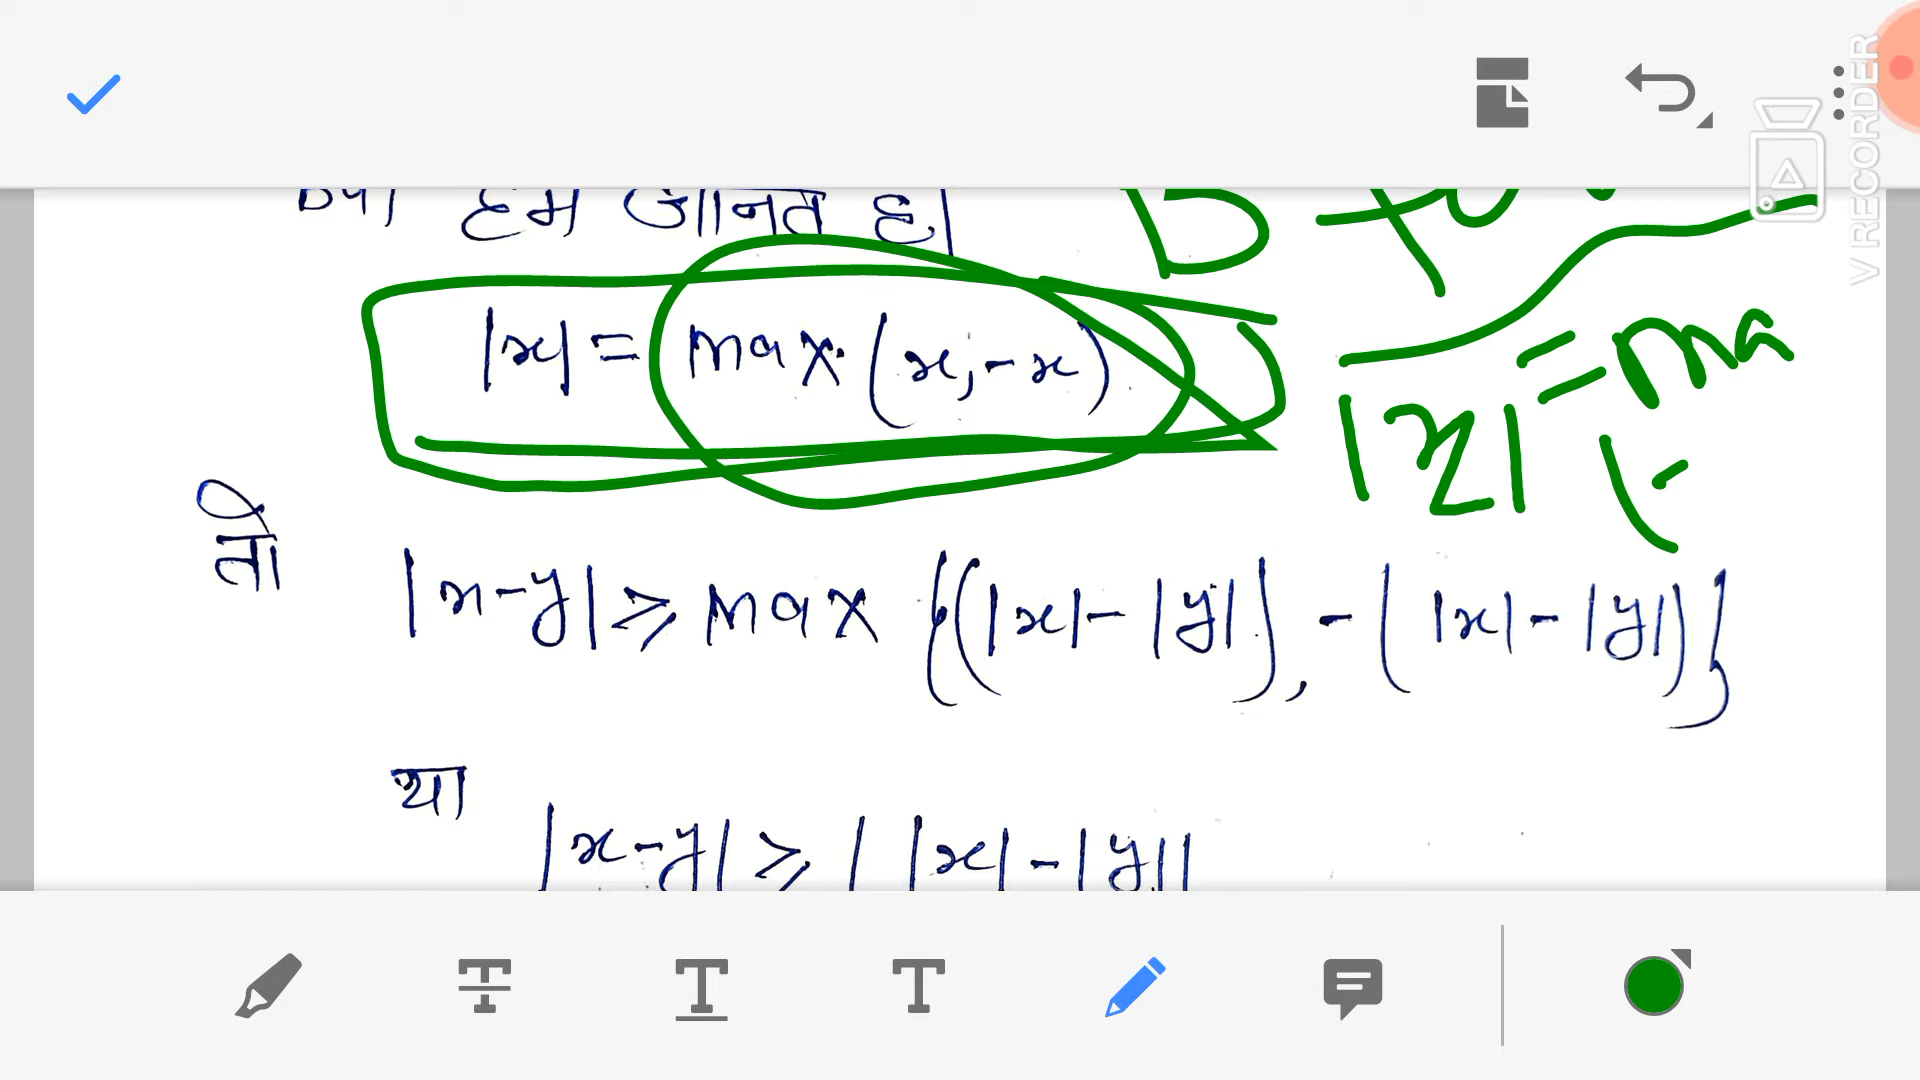 हम जानते है।
|x| = max. (x, -x)
|x| = ma
(-
तो |x-y| ≥ max {(|x|-|y|), -(|x|-|y|)}
या
|x-y| ≥ ||x|-|y||
V RECORDER